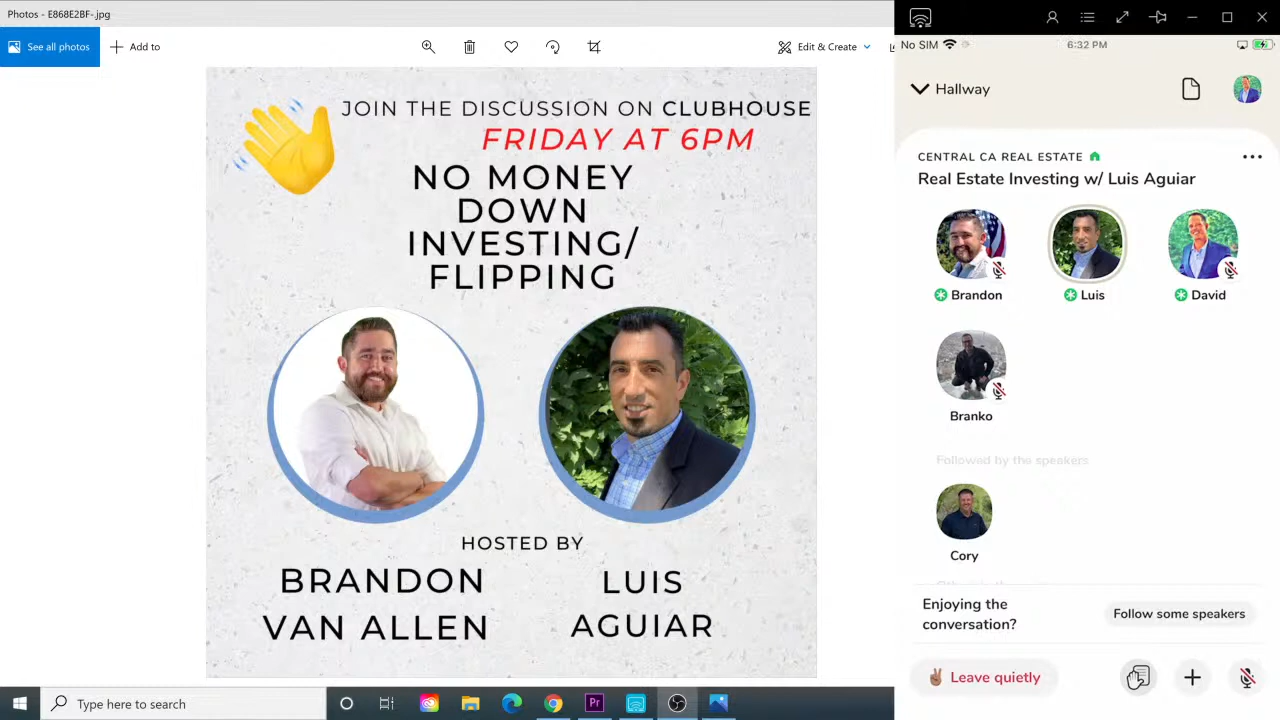 Photos - E868E2BF-.jpg
See all photos
Add to
Edit & Create
JOIN THE DISCUSSION ON CLUBHOUSE
FRIDAY AT 6PM
NO MONEY
DOWN
INVESTING/
FLIPPING
HOSTED BY
BRANDON
VAN ALLEN
LUIS
AGUIAR
Type here to search
Pr
No SIM
6:32 PM
Hallway
CENTRAL CA REAL ESTATE
Real Estate Investing w/ Luis Aguiar
Brandon
Luis
David
Branko
Followed by the speakers
Cory
Enjoying the
conversation?
Follow some speakers
Leave quietly